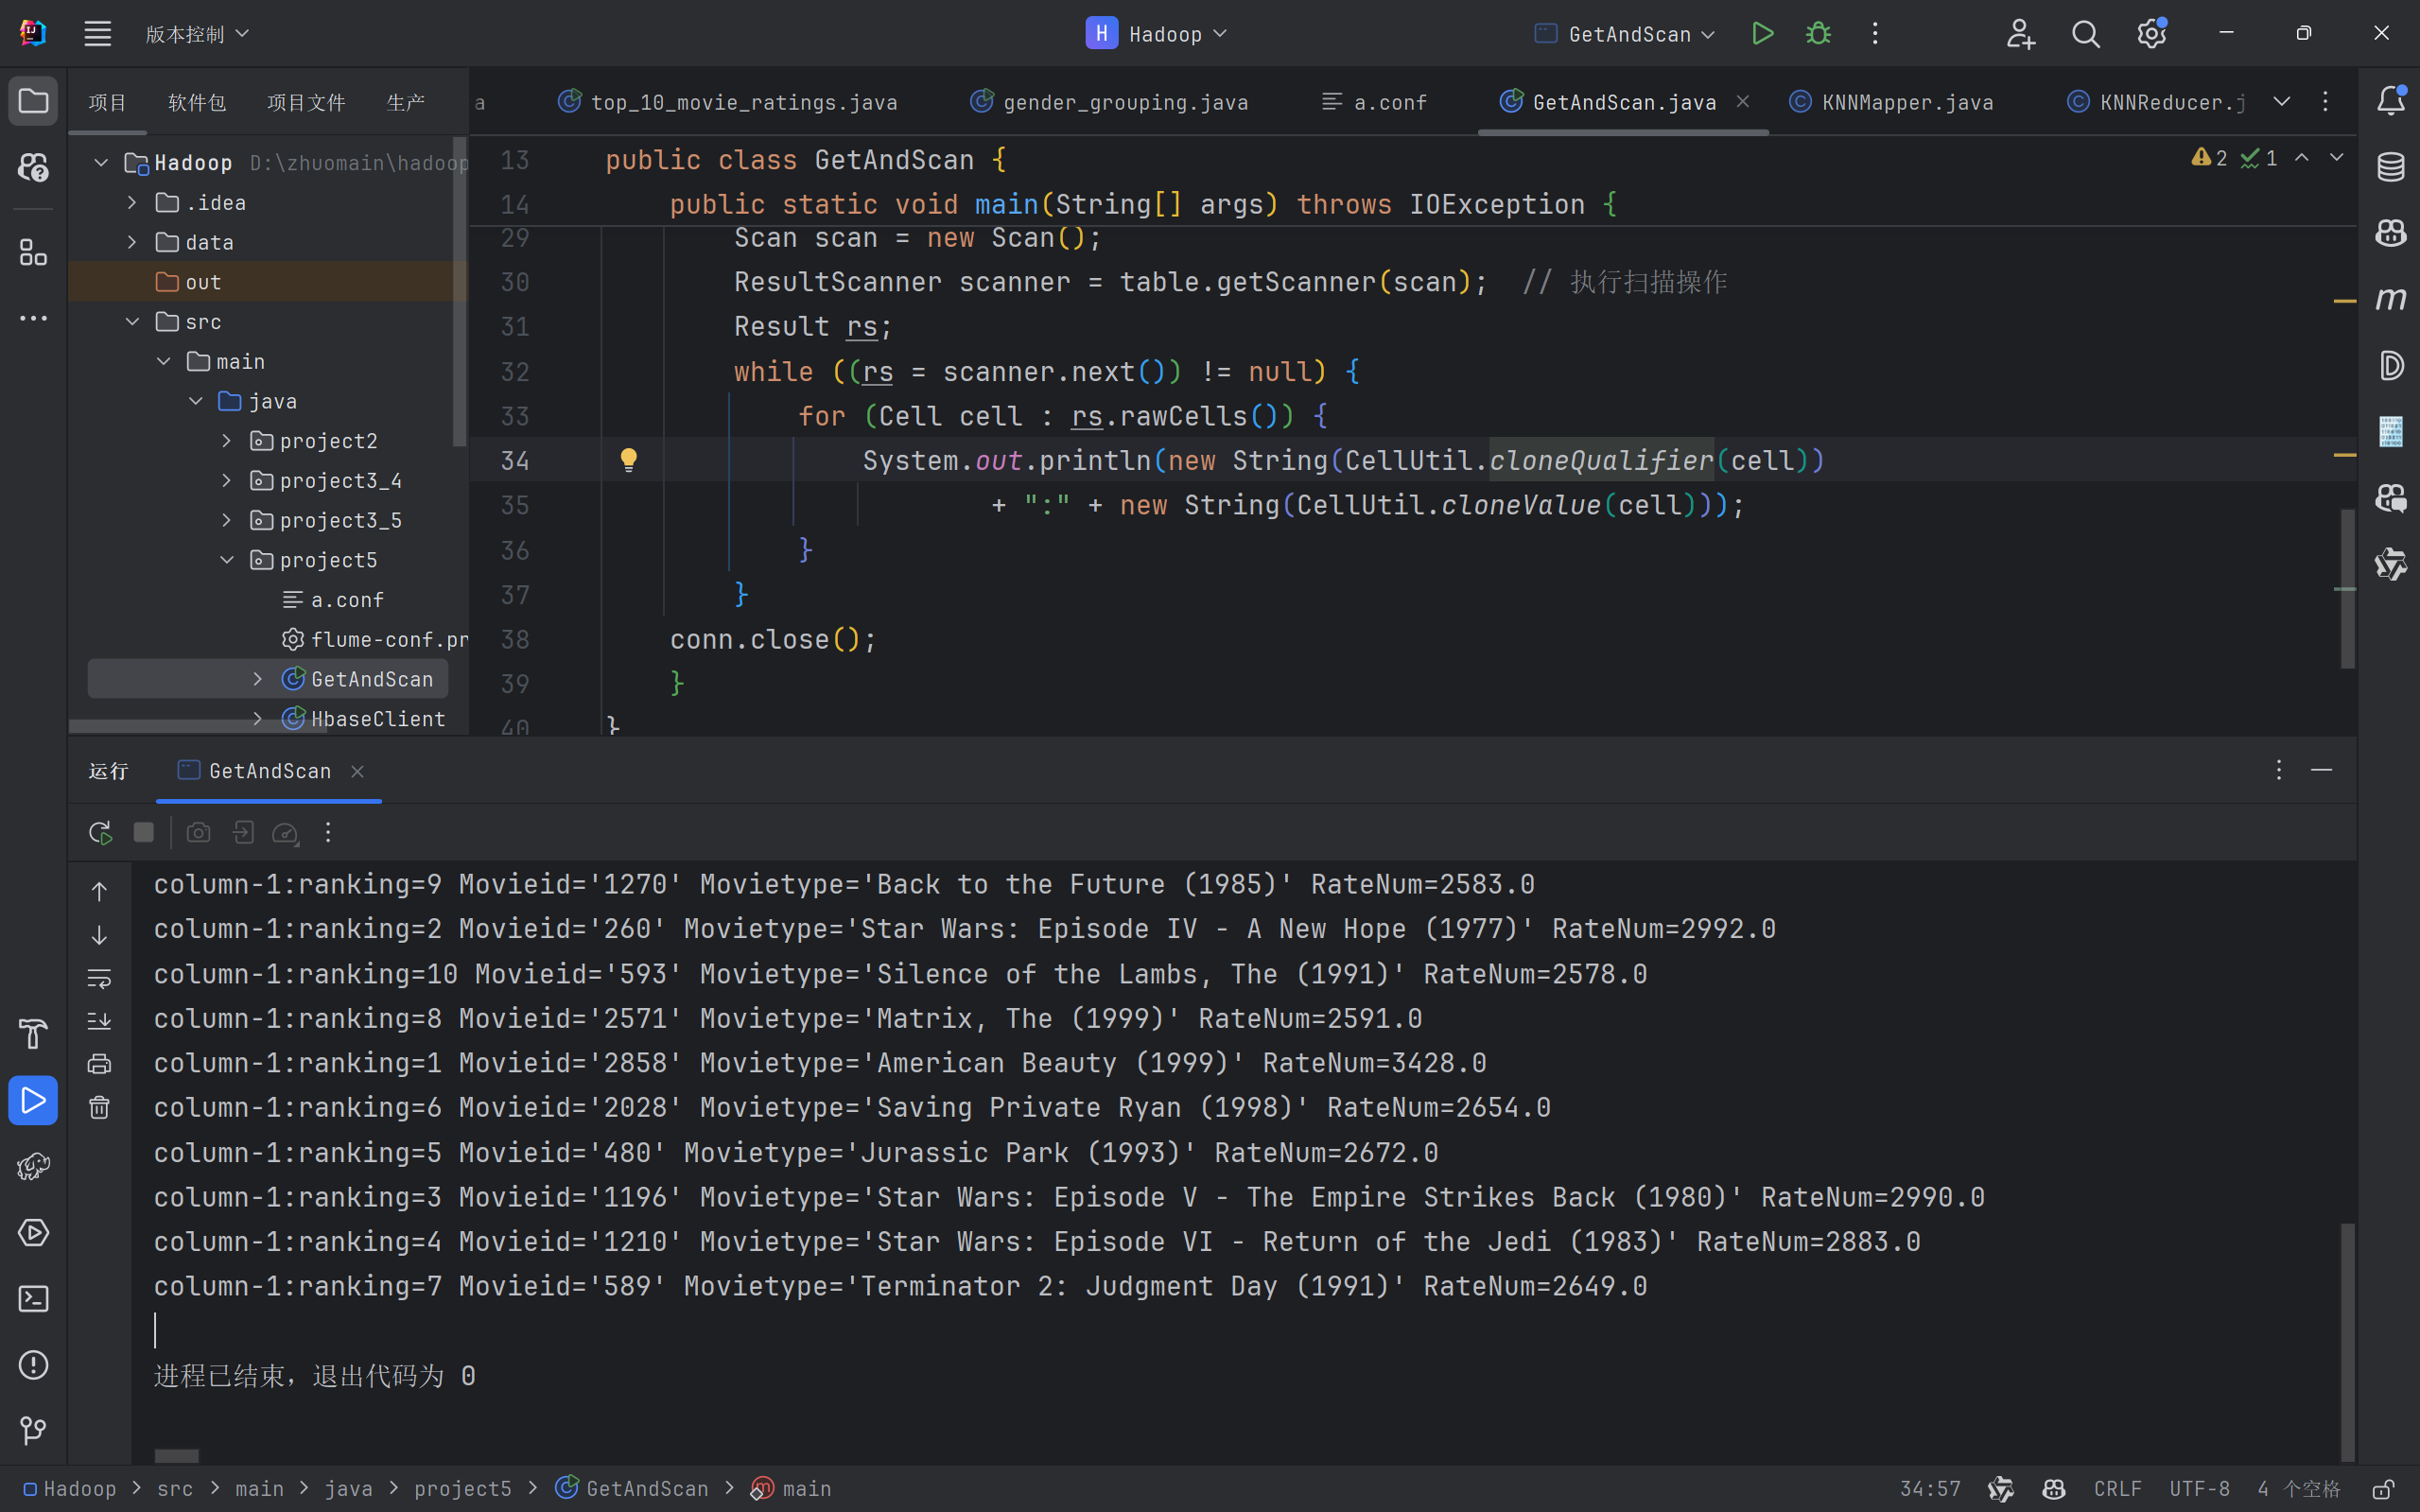 版本控制
H Hadoop
GetAndScan
项目 软件包 项目文件 生产
a top_10_movie_ratings.java gender_grouping.java a.conf GetAndScan.java KNNMapper.java KNNReducer.j
Hadoop D:\zhuomain\hadoop
.idea
data
out
src
main
java
project2
project3_4
project3_5
project5
a.conf
flume-conf.pr
GetAndScan
HbaseClient
2 1
13 public class GetAndScan {
14 public static void main(String[] args) throws IOException {
29 Scan scan = new Scan();
30 ResultScanner scanner = table.getScanner(scan); // 执行扫描操作
31 Result rs;
32 while ((rs = scanner.next()) != null) {
33 for (Cell cell : rs.rawCells()) {
34 System.out.println(new String(CellUtil.cloneQualifier(cell))
35 + ":" + new String(CellUtil.cloneValue(cell)));
36 }
37 }
38 conn.close();
39 }
40 }
运行 GetAndScan
column-1:ranking=9 Movieid='1270' Movietype='Back to the Future (1985)' RateNum=2583.0
column-1:ranking=2 Movieid='260' Movietype='Star Wars: Episode IV - A New Hope (1977)' RateNum=2992.0
column-1:ranking=10 Movieid='593' Movietype='Silence of the Lambs, The (1991)' RateNum=2578.0
column-1:ranking=8 Movieid='2571' Movietype='Matrix, The (1999)' RateNum=2591.0
column-1:ranking=1 Movieid='2858' Movietype='American Beauty (1999)' RateNum=3428.0
column-1:ranking=6 Movieid='2028' Movietype='Saving Private Ryan (1998)' RateNum=2654.0
column-1:ranking=5 Movieid='480' Movietype='Jurassic Park (1993)' RateNum=2672.0
column-1:ranking=3 Movieid='1196' Movietype='Star Wars: Episode V - The Empire Strikes Back (1980)' RateNum=2990.0
column-1:ranking=4 Movieid='1210' Movietype='Star Wars: Episode VI - Return of the Jedi (1983)' RateNum=2883.0
column-1:ranking=7 Movieid='589' Movietype='Terminator 2: Judgment Day (1991)' RateNum=2649.0
进程已结束，退出代码为 0
Hadoop > src > main > java > project5 > GetAndScan > main
34:57 CRLF UTF-8 4 个空格